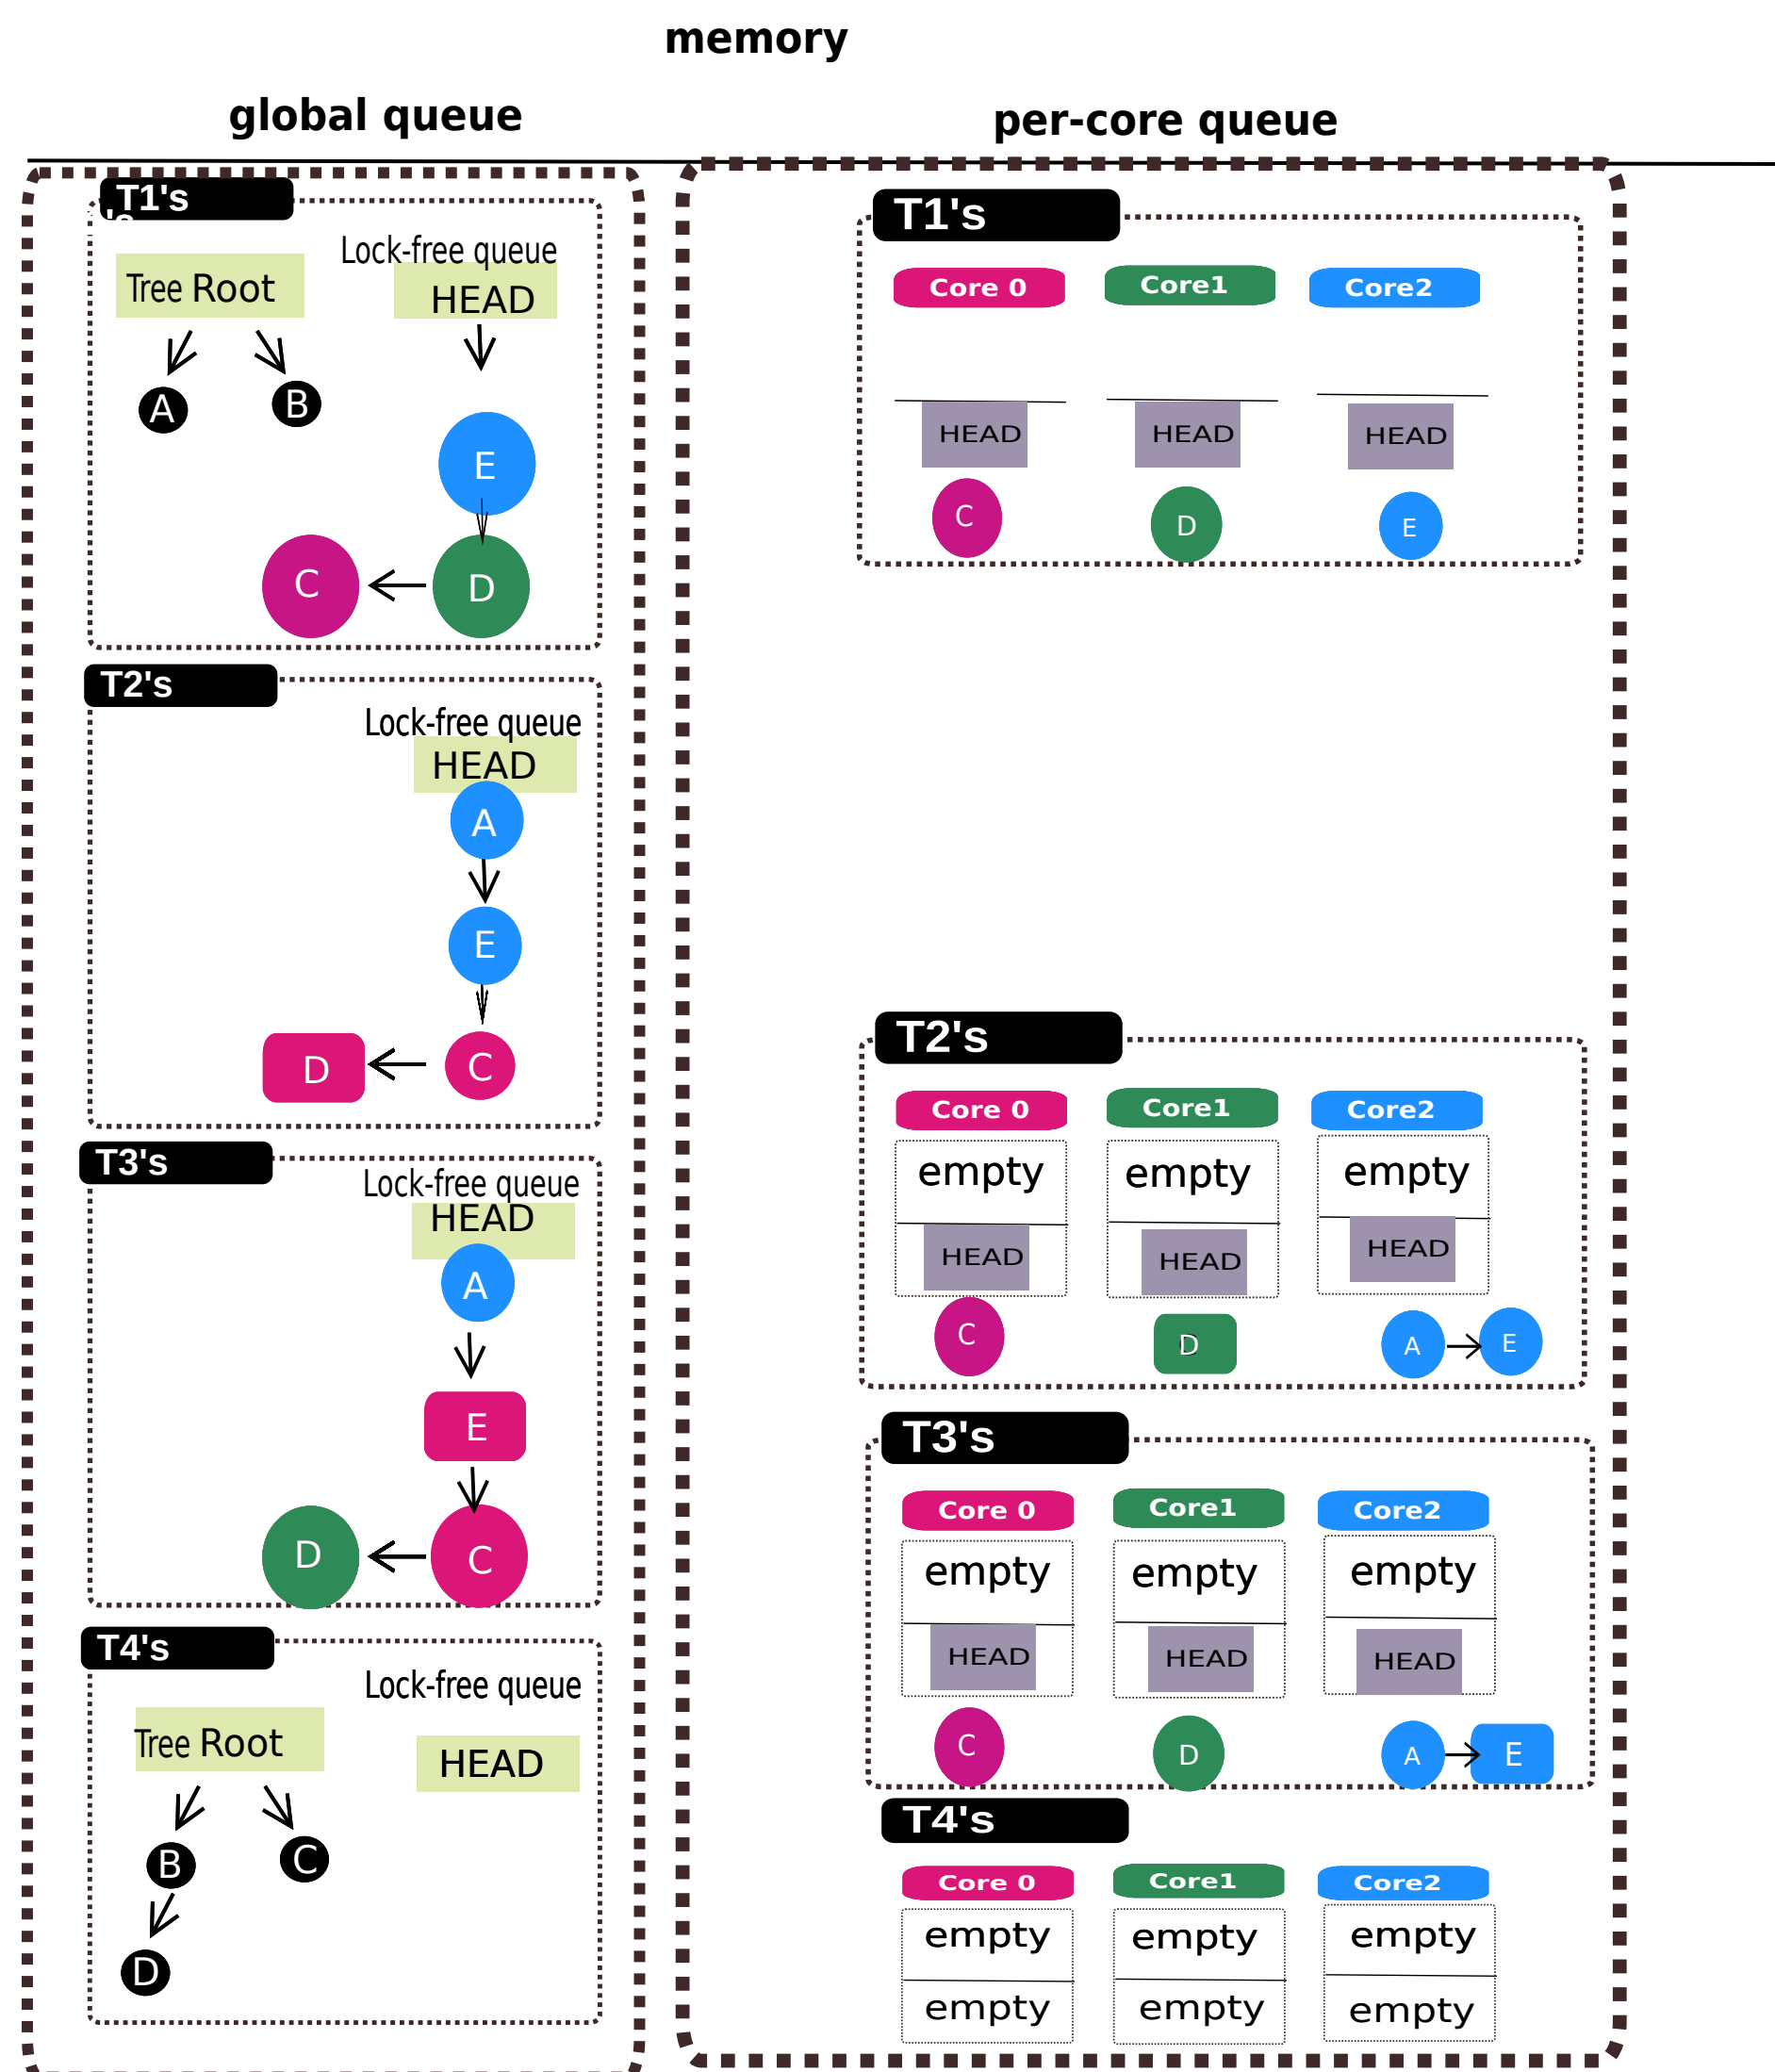 memory
global queue
per-core queue
T1's
's
Lock-free queue
Tree Root
HEAD
A
B
E
C
D
T2's
Lock-free queue
HEAD
A
E
D
C
T3's
Lock-free queue
HEAD
A
E
D
C
T4's
Lock-free queue
Tree Root
HEAD
B
C
D
T1's
Core 0
Core1
Core2
HEAD
HEAD
HEAD
C
D
E
T2's
Core 0
Core1
Core2
empty
empty
empty
HEAD
HEAD
HEAD
C
D
A
E
T3's
Core 0
Core1
Core2
empty
empty
empty
HEAD
HEAD
HEAD
C
D
A
E
T4's
Core 0
Core1
Core2
empty
empty
empty
empty
empty
empty